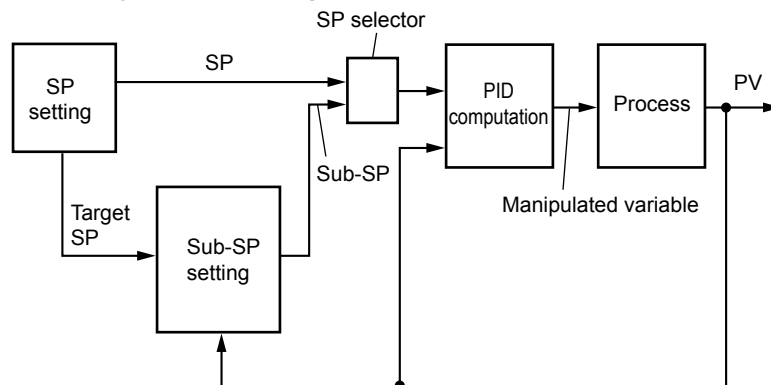 SP selector
SP
SP
setting
PID
computation
Process
PV
Sub-SP
Manipulated variable
Target
SP
Sub-SP
setting